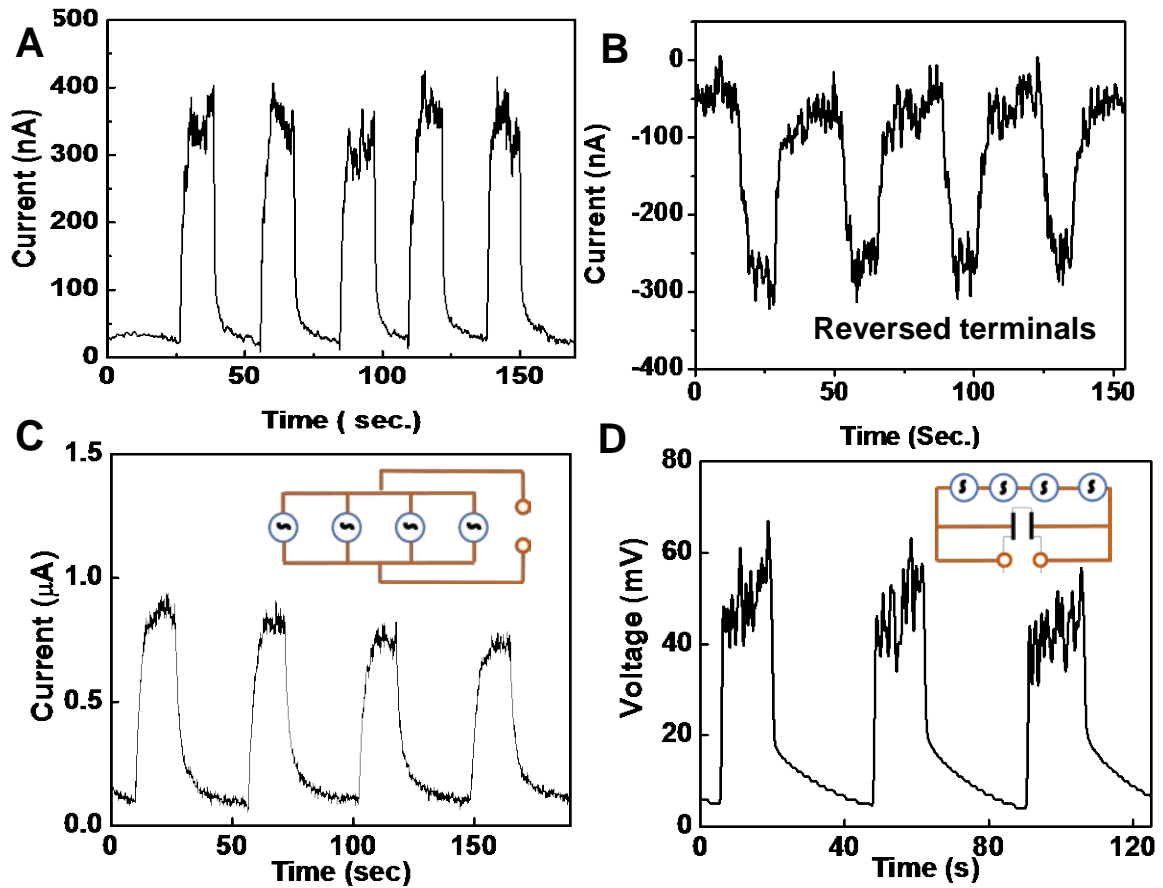 A
Current (nA)
500
400
300
200
100
0
0 50 100 150
Time ( sec.)
B
Current (nA)
0
-100
-200
-300
-400
Reversed terminals
0 50 100 150
Time (Sec.)
C
Current (μA)
1.5
1.0
0.5
0.0
0 50 100 150
Time (sec)
D
Voltage (mV)
80
60
40
20
0
0 40 80 120
Time (s)